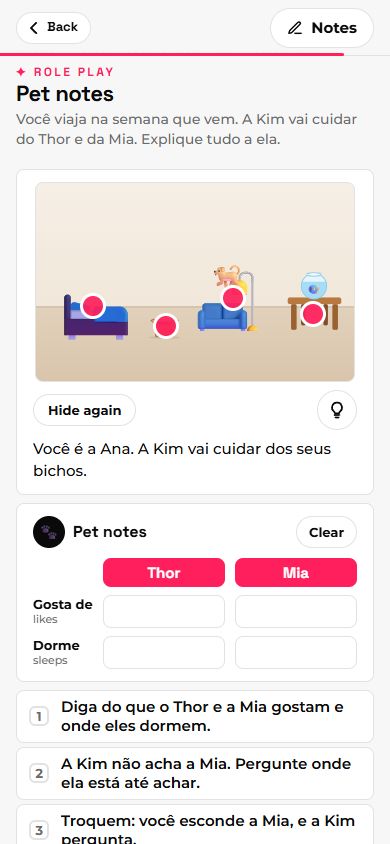 Back
Notes
ROLE PLAY
Pet notes
Você viaja na semana que vem. A Kim vai cuidar
do Thor e da Mia. Explique tudo a ela.
Hide again
Você é a Ana. A Kim vai cuidar dos seus
bichos.
Pet notes
Clear
Thor
Mia
Gosta de
likes
Dorme
sleeps
1
Diga do que o Thor e a Mia gostam e
onde eles dormem.
2
A Kim não acha a Mia. Pergunte onde
ela está até achar.
3
Troquem: você esconde a Mia, e a Kim
pergunta.